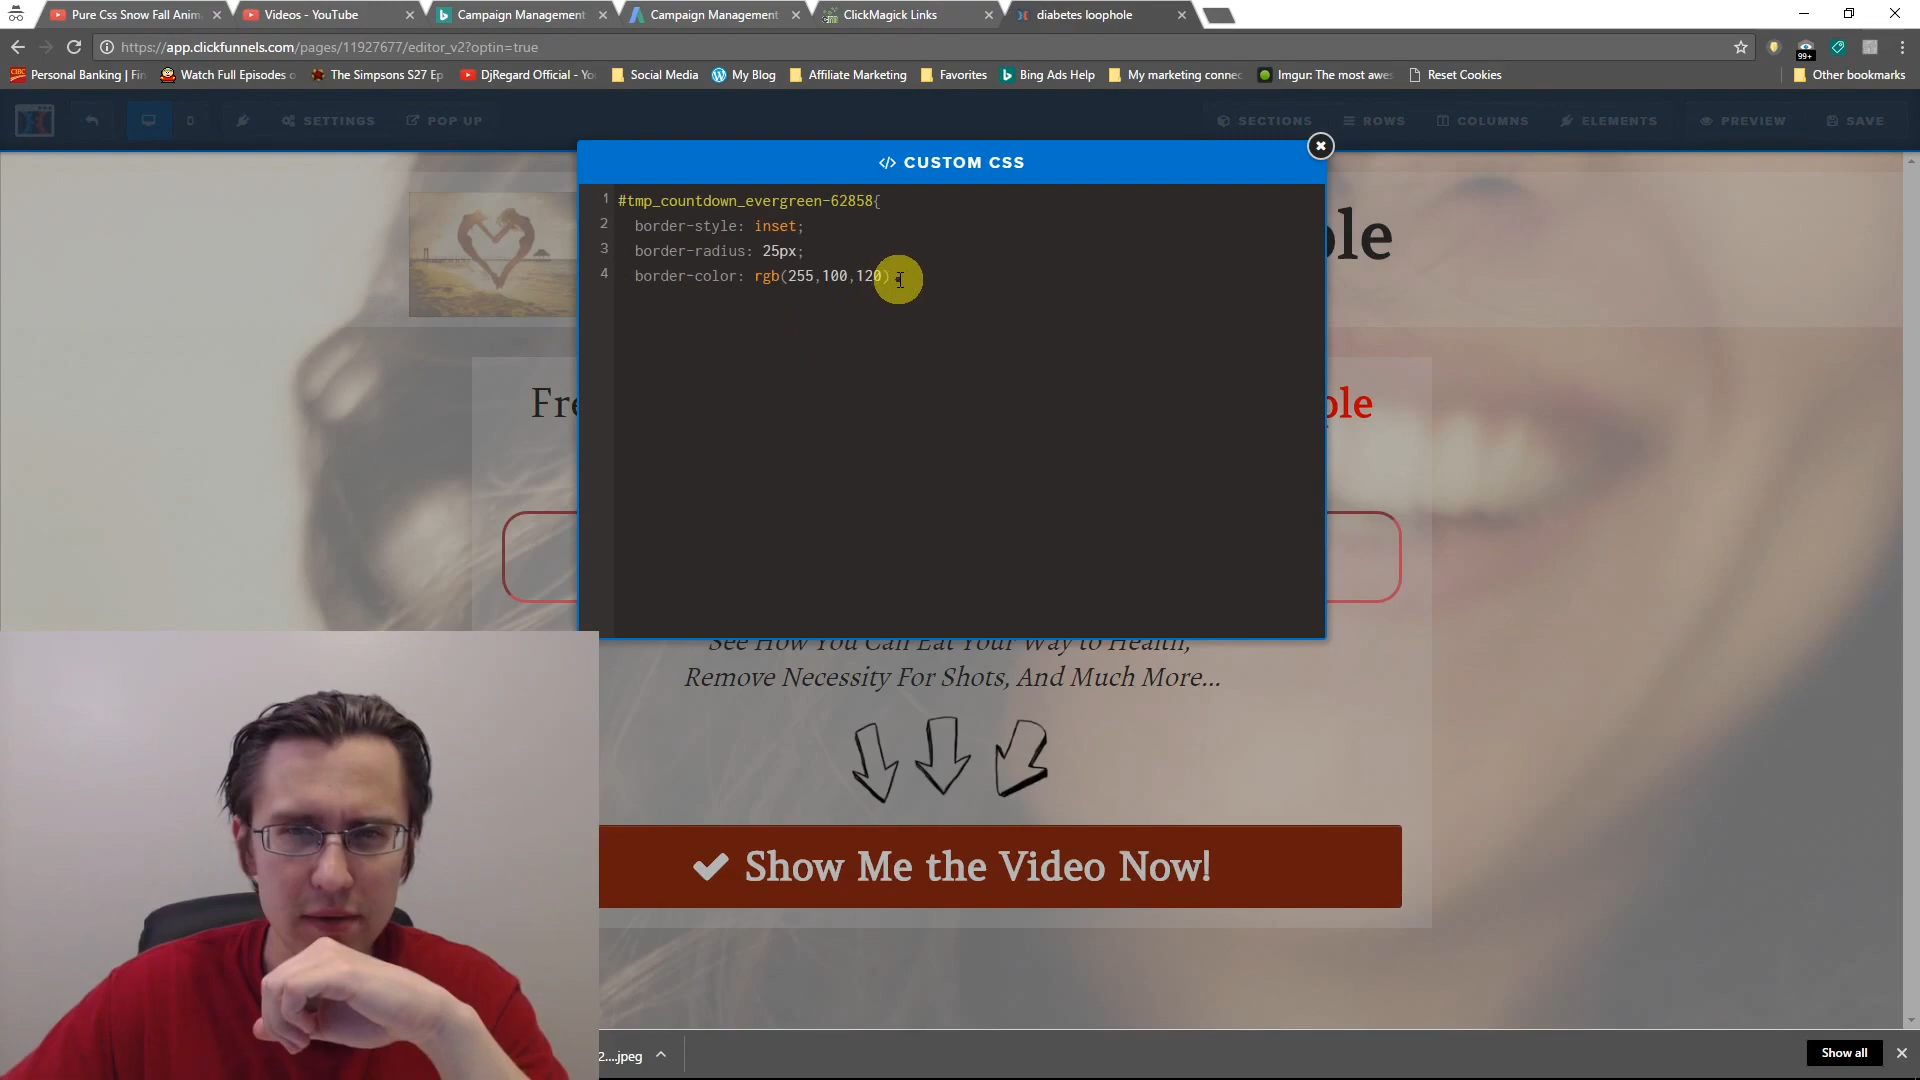 Pure Css Snow Fall Anim
Videos - YouTube
Campaign Management
Campaign Management
ClickMagick Links
diabetes loophole
https://app.clickfunnels.com/pages/11927677/editor_v2?optin=true
99+
Personal Banking | Fin
Watch Full Episodes o
The Simpsons S27 Ep
DjRegard Official - Yo
Social Media
My Blog
Affiliate Marketing
Favorites
Bing Ads Help
My marketing connec
Imgur: The most awes
Reset Cookies
Other bookmarks
SETTINGS
POP UP
SECTIONS
ROWS
COLUMNS
ELEMENTS
PREVIEW
SAVE
</> CUSTOM CSS
1 #tmp_countdown_evergreen-62858{
2 border-style: inset;
3 border-radius: 25px;
4 border-color: rgb(255,100,120)
ole
Fre
ole
See How You Can Eat Your Way to Health,
Remove Necessity For Shots, And Much More...
Show Me the Video Now!
2....jpeg
Show all